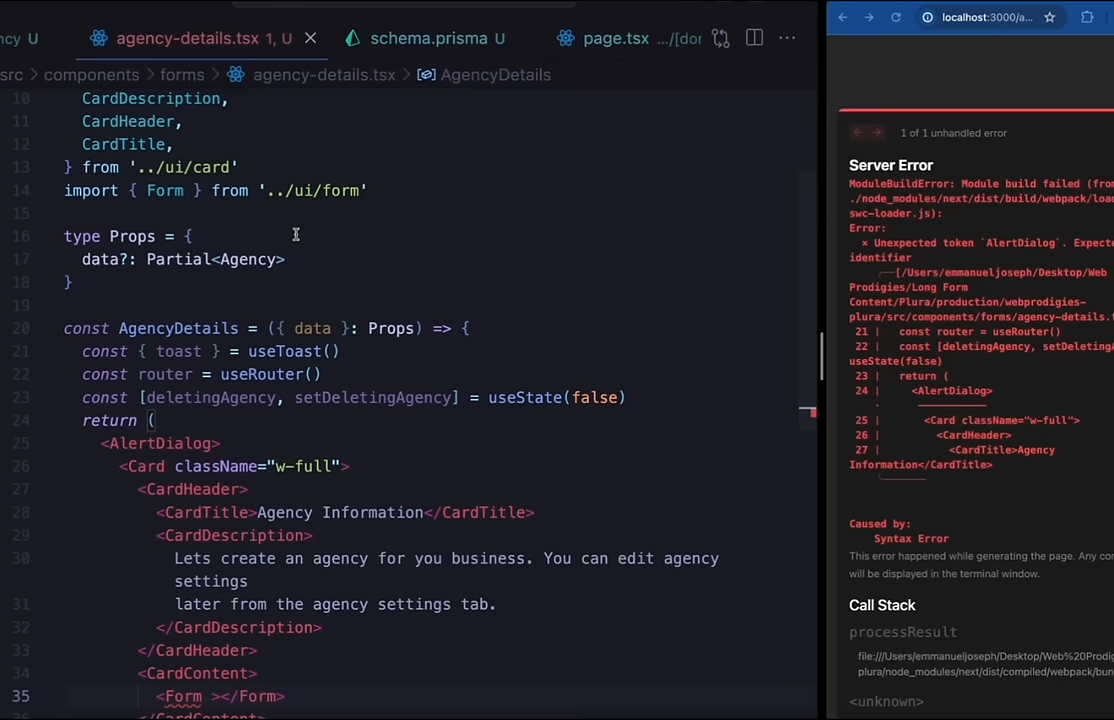 ncy U
agency-details.tsx 1, U
schema.prisma U
page.tsx .../[dor
localhost:3000/a...
src > components > forms > agency-details.tsx > AgencyDetails
10 CardDescription,
11 CardHeader,
12 CardTitle,
13 } from '../ui/card'
14 import { Form } from '../ui/form'
15
16 type Props = {
17 data?: Partial<Agency>
18 }
19
20 const AgencyDetails = ({ data }: Props) => {
21 const { toast } = useToast()
22 const router = useRouter()
23 const [deletingAgency, setDeletingAgency] = useState(false)
24 return (
25 <AlertDialog>
26 <Card className="w-full">
27 <CardHeader>
28 <CardTitle>Agency Information</CardTitle>
29 <CardDescription>
30 Lets create an agency for you business. You can edit agency
settings
31 later from the agency settings tab.
32 </CardDescription>
33 </CardHeader>
34 <CardContent>
35 <Form ></Form>
1 of 1 unhandled error
Server Error
ModuleBuildError: Module build failed (from
./node_modules/next/dist/build/webpack/load
swc-loader.js):
Error:
× Unexpected token `AlertDialog`. Expecte
identifier
[/Users/emmanueljoseph/Desktop/Web
Prodigies/Long Form
Content/Plura/production/webprodigies-
plura/src/components/forms/agency-details.t
21 | const router = useRouter()
22 | const [deletingAgency, setDeletingAg
useState(false)
23 | return (
24 | <AlertDialog>
25 | <Card className="w-full">
26 | <CardHeader>
27 | <CardTitle>Agency
Information</CardTitle>
Caused by:
Syntax Error
This error happened while generating the page. Any con
will be displayed in the terminal window.
Call Stack
processResult
file:///Users/emmanueljoseph/Desktop/Web%20Prodig
plura/node_modules/next/dist/compiled/webpack/bun
<unknown>